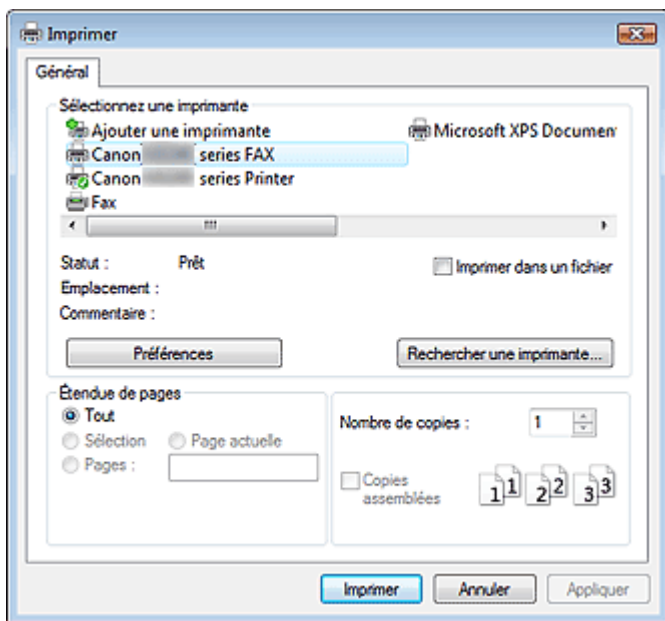 Imprimer
Général
Sélectionnez une imprimante
Ajouter une imprimante
Microsoft XPS Documen
Canon series FAX
Canon series Printer
Fax
Statut : Prêt
Imprimer dans un fichier
Emplacement :
Commentaire :
Préférences
Rechercher une imprimante...
Étendue de pages
Tout
Sélection
Page actuelle
Pages :
Nombre de copies : 1
Copies
assemblées
1 1 2 2 3 3
Imprimer
Annuler
Appliquer